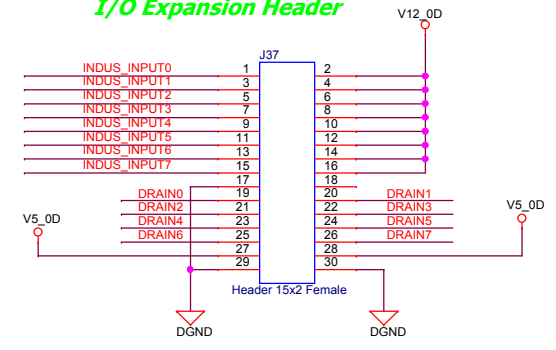 I/O Expansion Header
V12_0D
J37
INDUS_INPUT0 1 2
INDUS_INPUT1 3 4
INDUS_INPUT2 5 6
INDUS_INPUT3 7 8
INDUS_INPUT4 9 10
INDUS_INPUT5 11 12
INDUS_INPUT6 13 14
INDUS_INPUT7 15 16
17 18
DRAIN0 19 20 DRAIN1
DRAIN2 21 22 DRAIN3
V5_0D DRAIN4 23 24 DRAIN5 V5_0D
DRAIN6 25 26 DRAIN7
27 28
29 30
Header 15x2 Female
DGND DGND